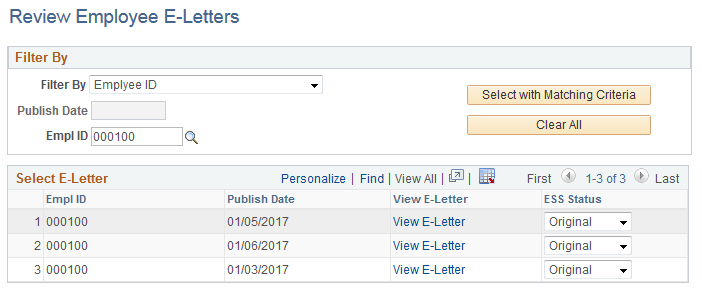 Review Employee E-Letters
Filter By
Filter By Emplyee ID
Select with Matching Criteria
Publish Date
Clear All
Empl ID 000100
Select E-Letter Personalize | Find | View All | | First 1-3 of 3 Last
Empl ID Publish Date View E-Letter ESS Status
1 000100 01/05/2017 View E-Letter Original
2 000100 01/06/2017 View E-Letter Original
3 000100 01/03/2017 View E-Letter Original